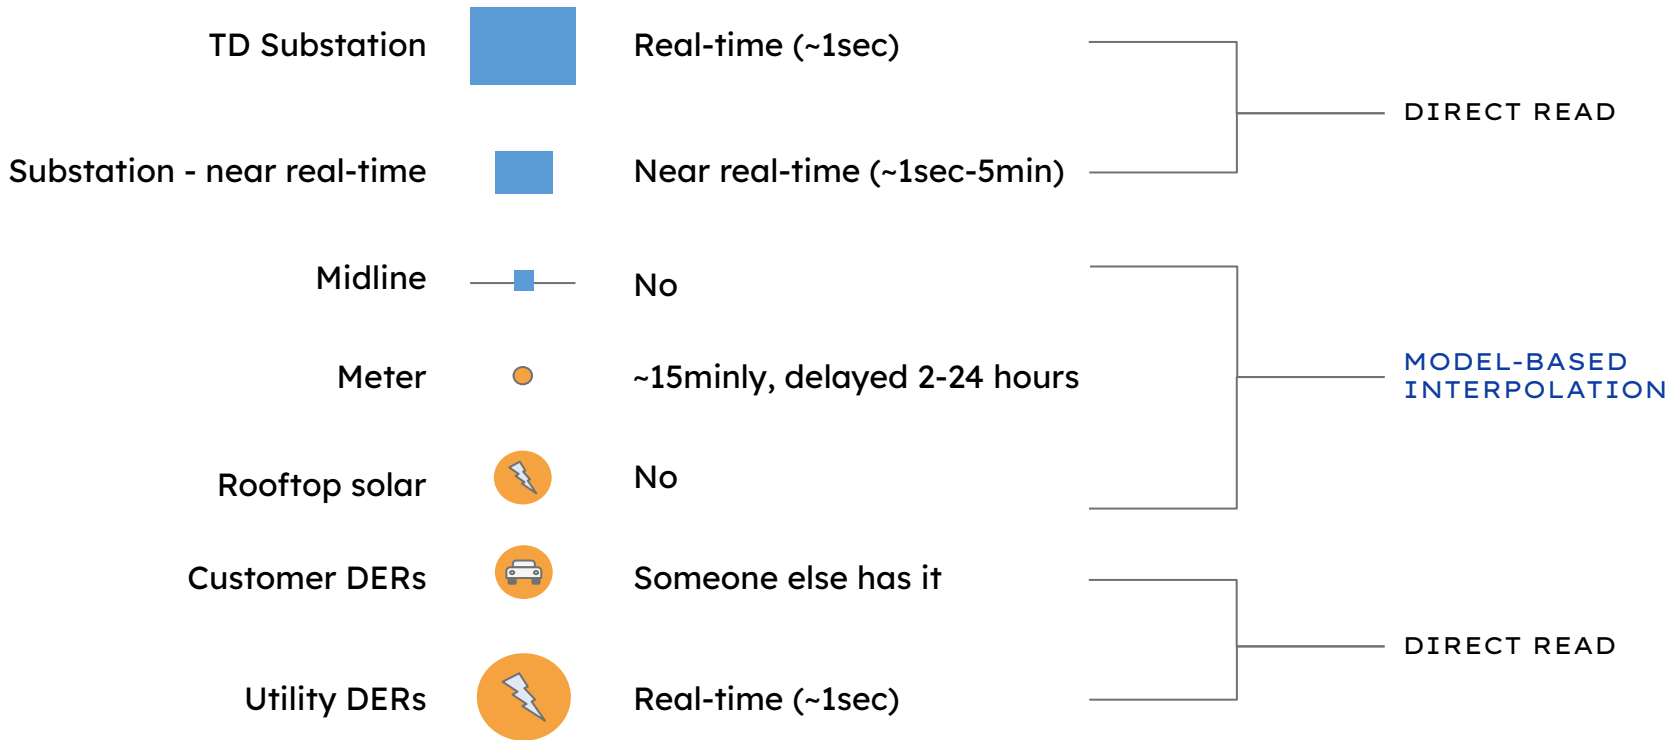 TD Substation
Real-time (~1sec)
DIRECT READ
Substation - near real-time
Near real-time (~1sec-5min)
Midline
No
Meter
~15minly, delayed 2-24 hours
MODEL-BASED
INTERPOLATION
Rooftop solar
No
Customer DERs
Someone else has it
DIRECT READ
Utility DERs
Real-time (~1sec)